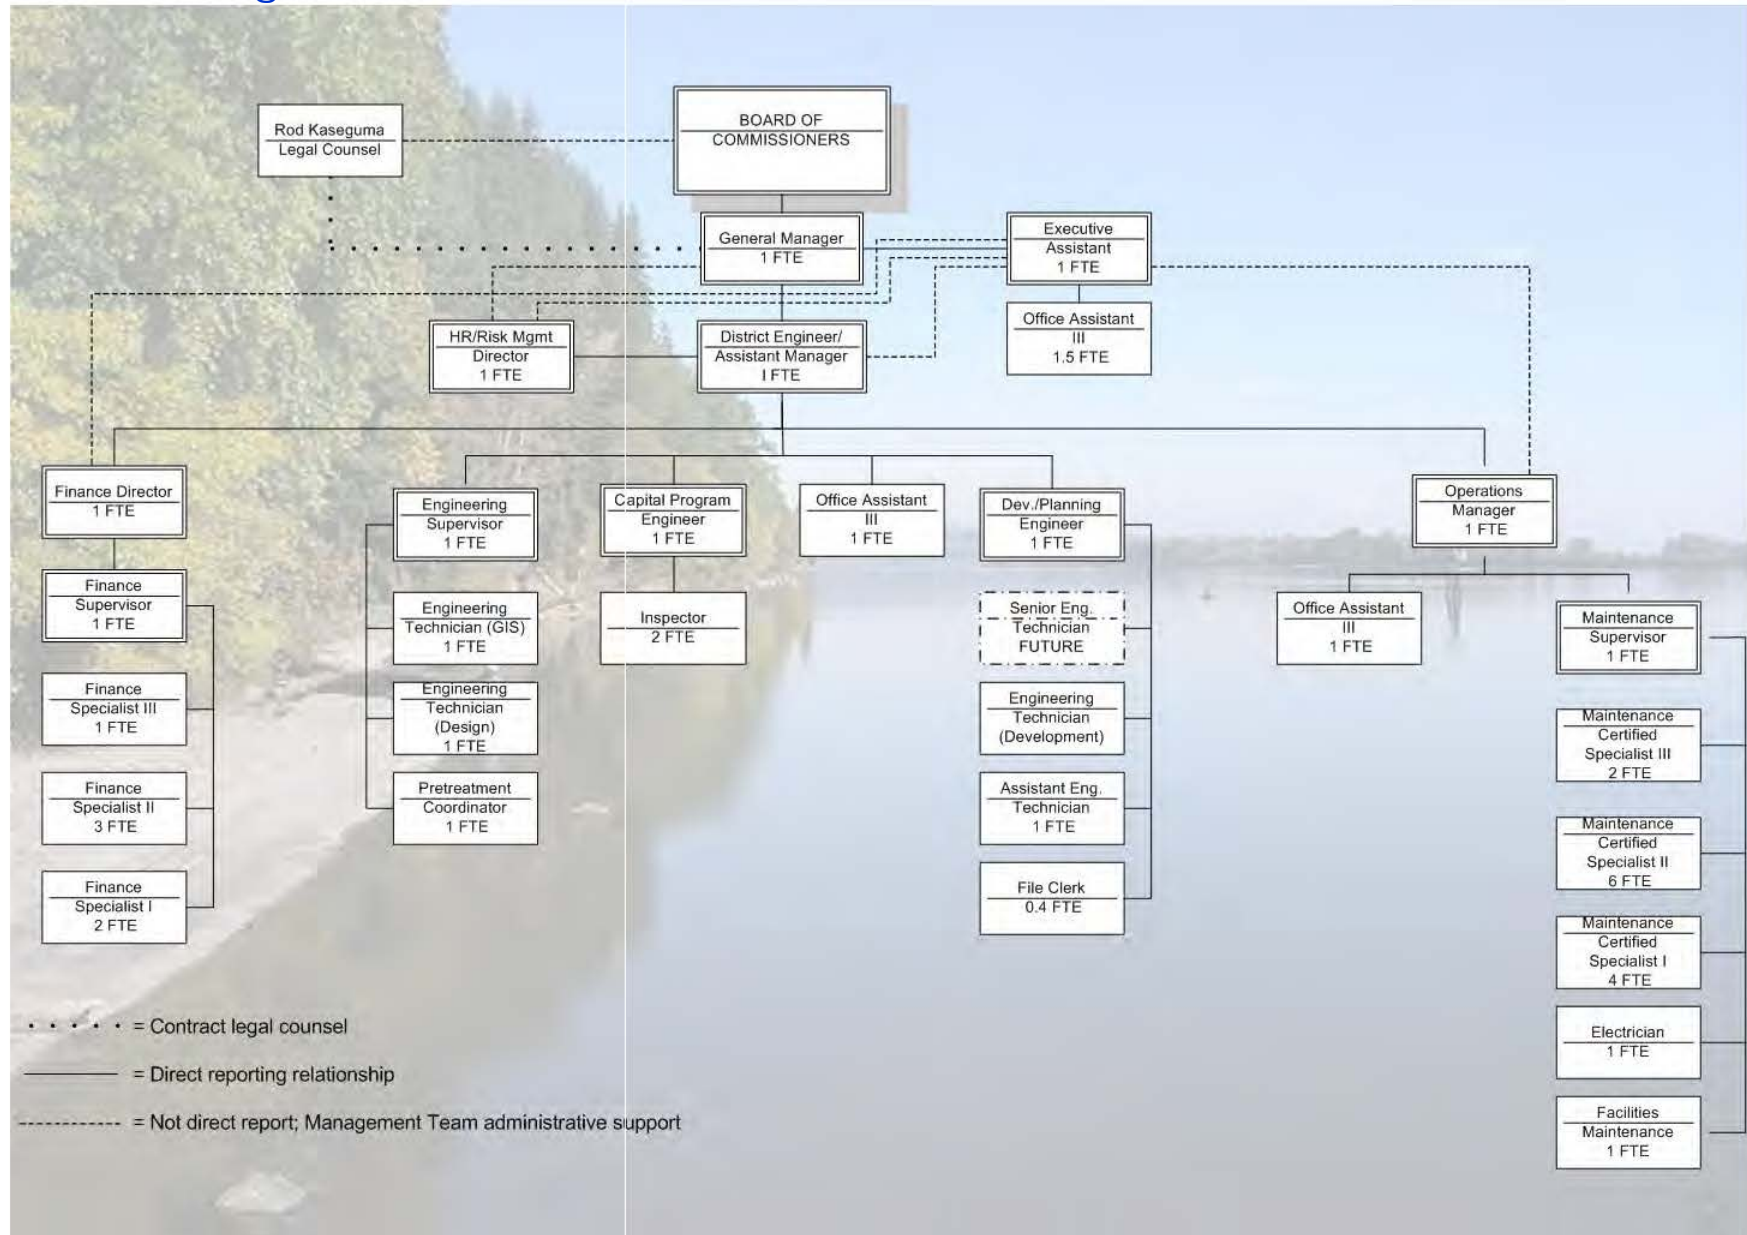 BOARD OF
COMMISSIONERS
Rod Kaseguma
Legal Counsel
General Manager
1 FTE
Executive
Assistant
1 FTE
Office Assistant
III
1.5 FTE
HR/Risk Mgmt
Director
1 FTE
District Engineer/
Assistant Manager
I FTE
Finance Director
1 FTE
Finance
Supervisor
1 FTE
Finance
Specialist III
1 FTE
Finance
Specialist II
3 FTE
Finance
Specialist I
2 FTE
Engineering
Supervisor
1 FTE
Engineering
Technician (GIS)
1 FTE
Engineering
Technician
(Design)
1 FTE
Pretreatment
Coordinator
1 FTE
Capital Program
Engineer
1 FTE
Inspector
2 FTE
Office Assistant
III
1 FTE
Dev./Planning
Engineer
1 FTE
Senior Eng.
Technician
FUTURE
Engineering
Technician
(Development)
Assistant Eng.
Technician
1 FTE
File Clerk
0.4 FTE
Operations
Manager
1 FTE
Office Assistant
III
1 FTE
Maintenance
Supervisor
1 FTE
Maintenance
Certified
Specialist III
2 FTE
Maintenance
Certified
Specialist II
6 FTE
Maintenance
Certified
Specialist I
4 FTE
Electrician
1 FTE
Facilities
Maintenance
1 FTE
= Contract legal counsel
= Direct reporting relationship
= Not direct report; Management Team administrative support